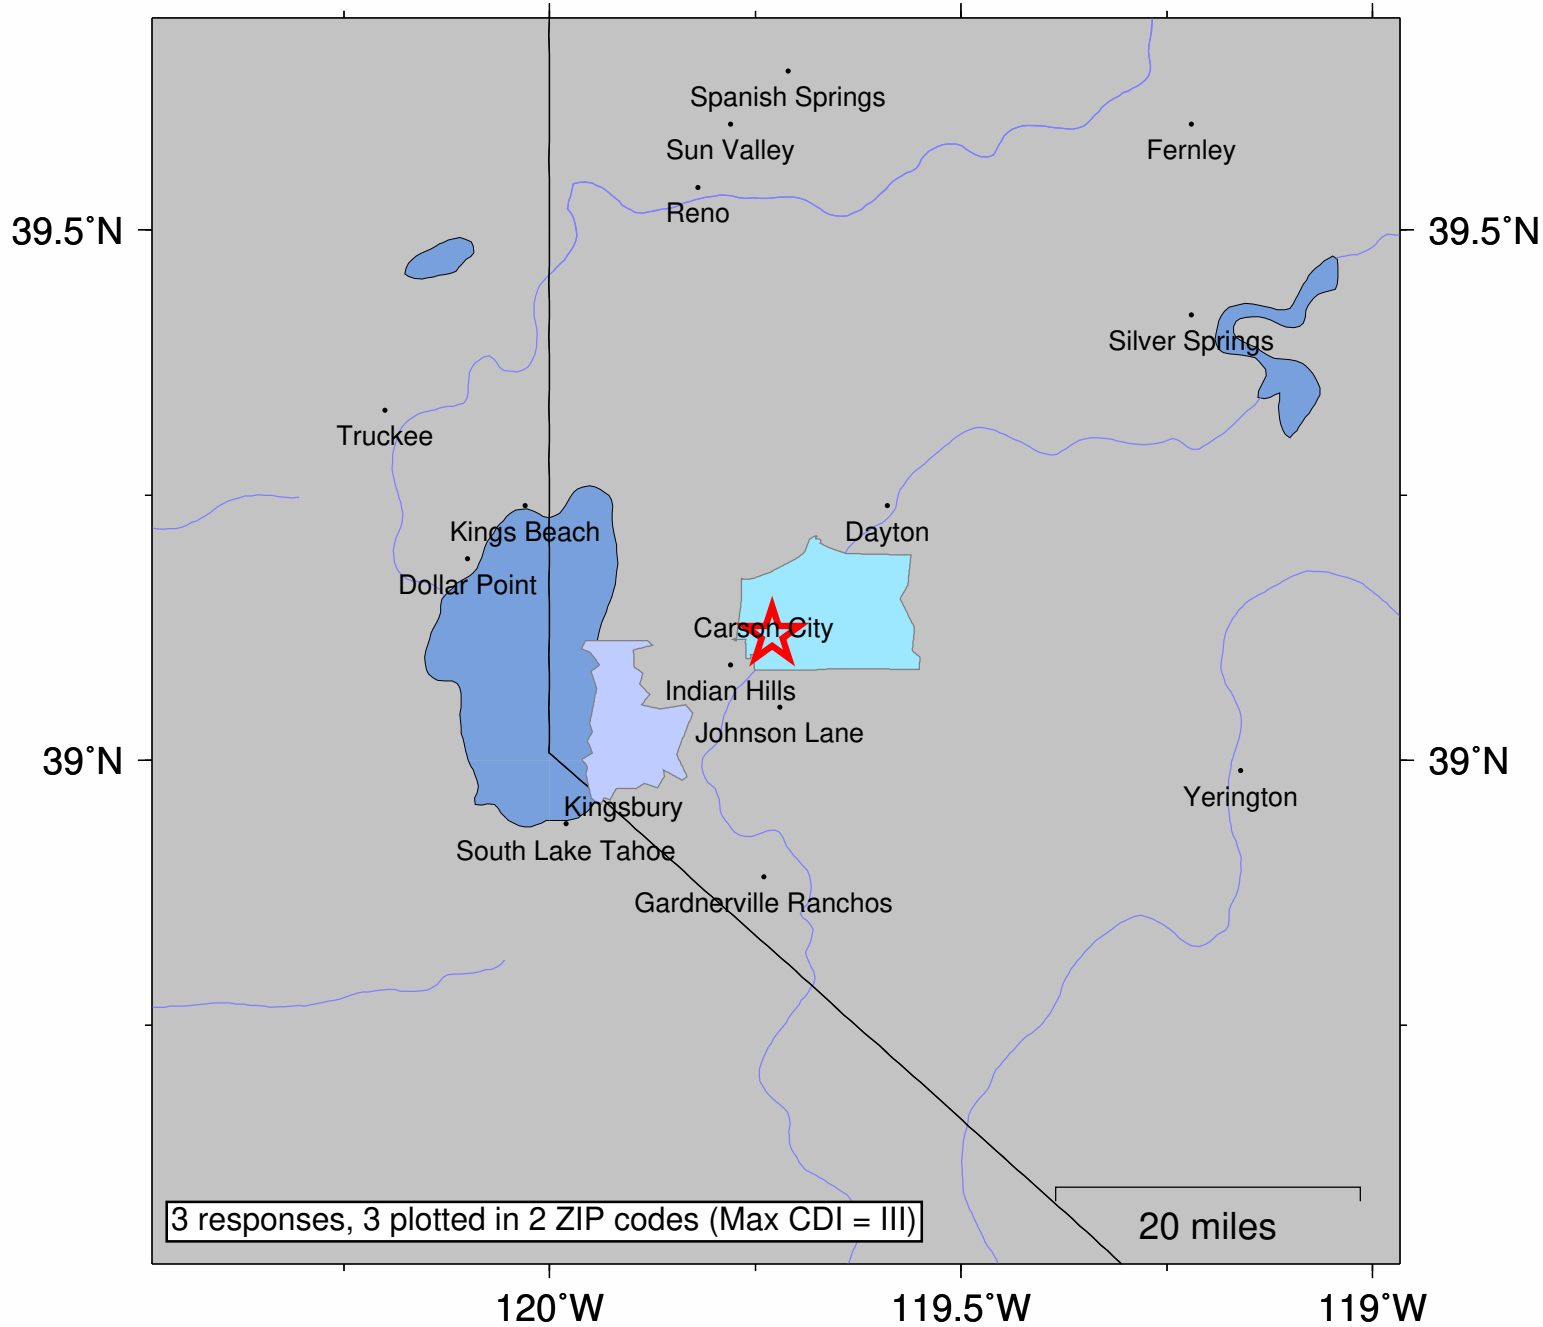 Spanish Springs
Sun Valley
Fernley
Reno
39.5˚N
39.5˚N
Silver Springs
Truckee
Kings Beach
Dayton
Dollar Point
Carson City
Indian Hills
Johnson Lane
39˚N
39˚N
Yerington
Kingsbury
South Lake Tahoe
Gardnerville Ranchos
3 responses, 3 plotted in 2 ZIP codes (Max CDI = III)
20 miles
120˚W
119.5˚W
119˚W